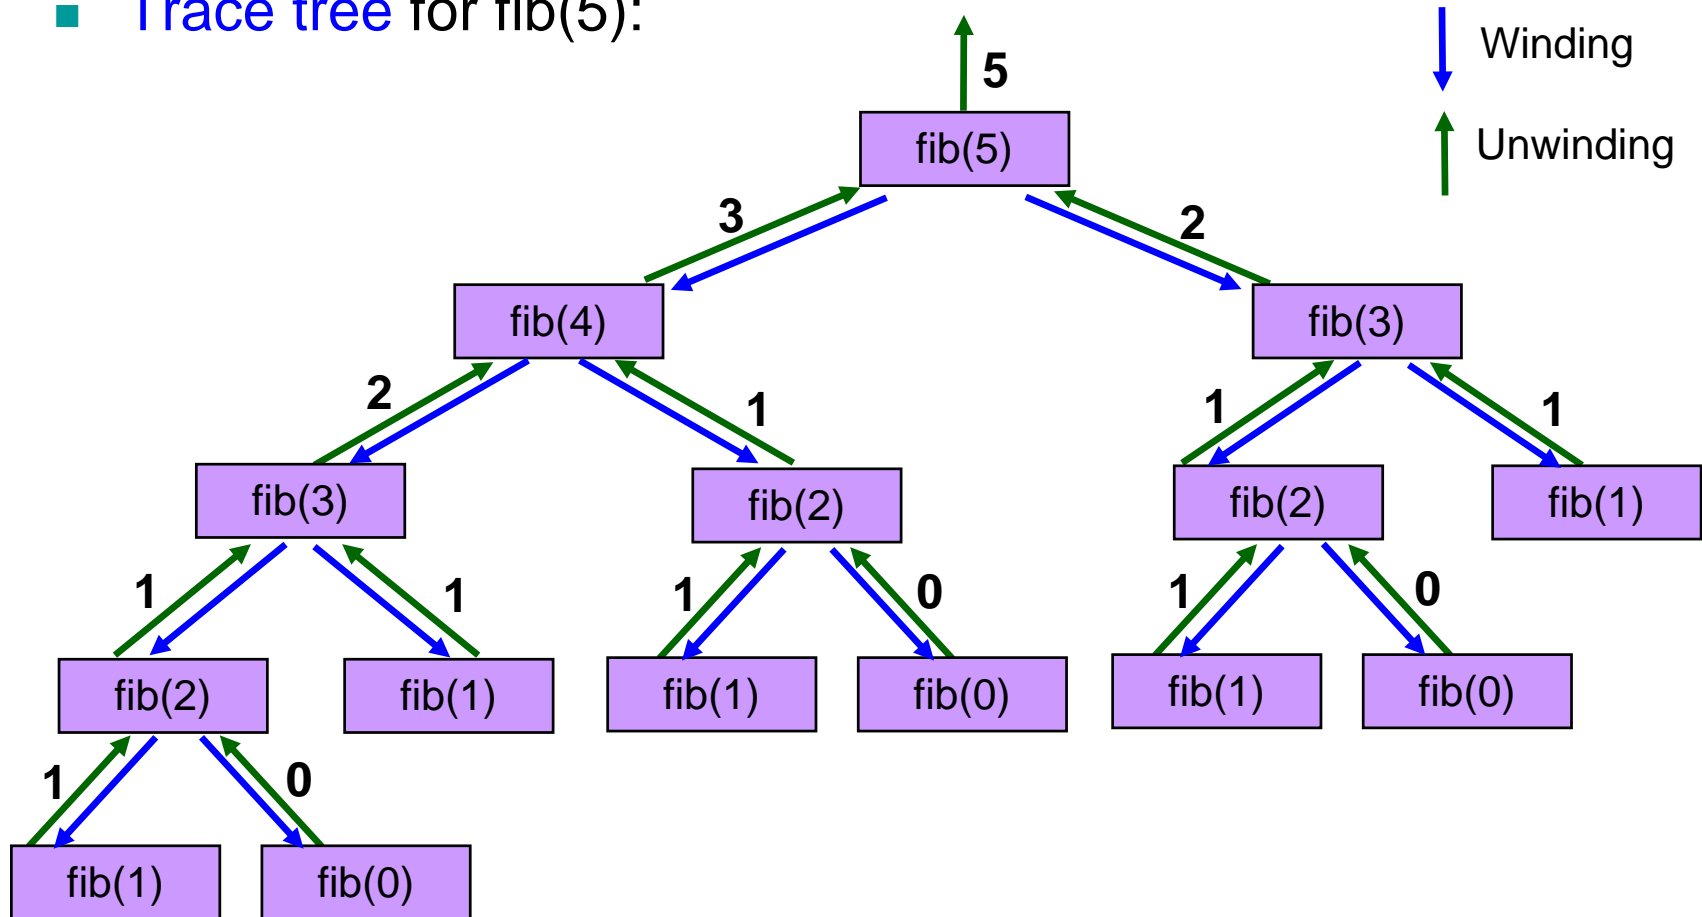 Trace tree for fib(5):
Winding
5
Unwinding
fib(5)
3
2
fib(4)
fib(3)
2
1
1
1
fib(3)
fib(2)
fib(2)
fib(1)
1
1
1
0
1
0
fib(2)
fib(1)
fib(1)
fib(0)
fib(1)
fib(0)
1
0
fib(1)
fib(0)